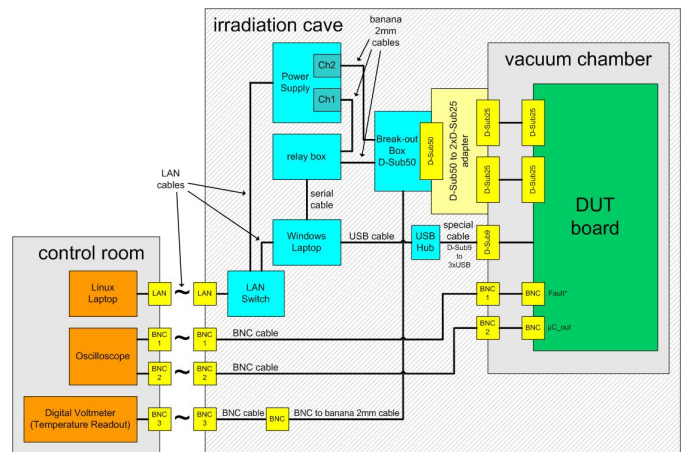 irradiation cave
banana
2mm
cables
vacuum chamber
Power
Supply
Ch2
Ch1
relay box
Break-out
Box
D-Sub50
D-Sub50
D-Sub50 to 2xD-Sub25
adapter
D-Sub25
D-Sub25
D-Sub25
D-Sub25
DUT
board
LAN
cables
serial
cable
Windows
Laptop
USB cable
USB
Hub
special
cable
D-Sub9
to
3xUSB
D-Sub9
control room
Linux
Laptop
LAN
~
LAN
LAN
Switch
BNC
1
BNC
Fault*
Oscilloscope
BNC
1
~
BNC
1
BNC cable
BNC
2
BNC
µC_out
BNC
2
~
BNC
2
BNC cable
Digital Voltmeter
(Temperature Readout)
BNC
3
~
BNC
3
BNC cable
BNC
BNC to banana 2mm cable